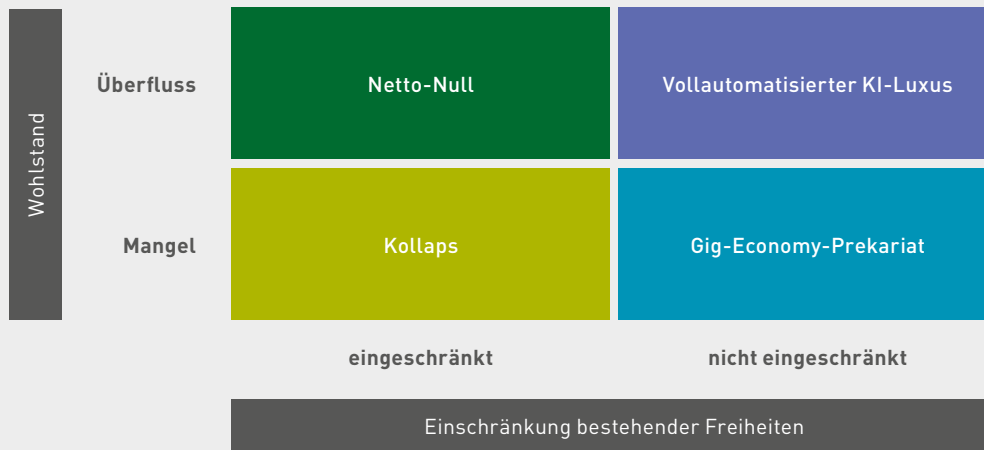 Wohlstand
Überfluss
Netto-Null
Vollautomatisierter KI-Luxus
Mangel
Kollaps
Gig-Economy-Prekariat
eingeschränkt
nicht eingeschränkt
Einschränkung bestehender Freiheiten